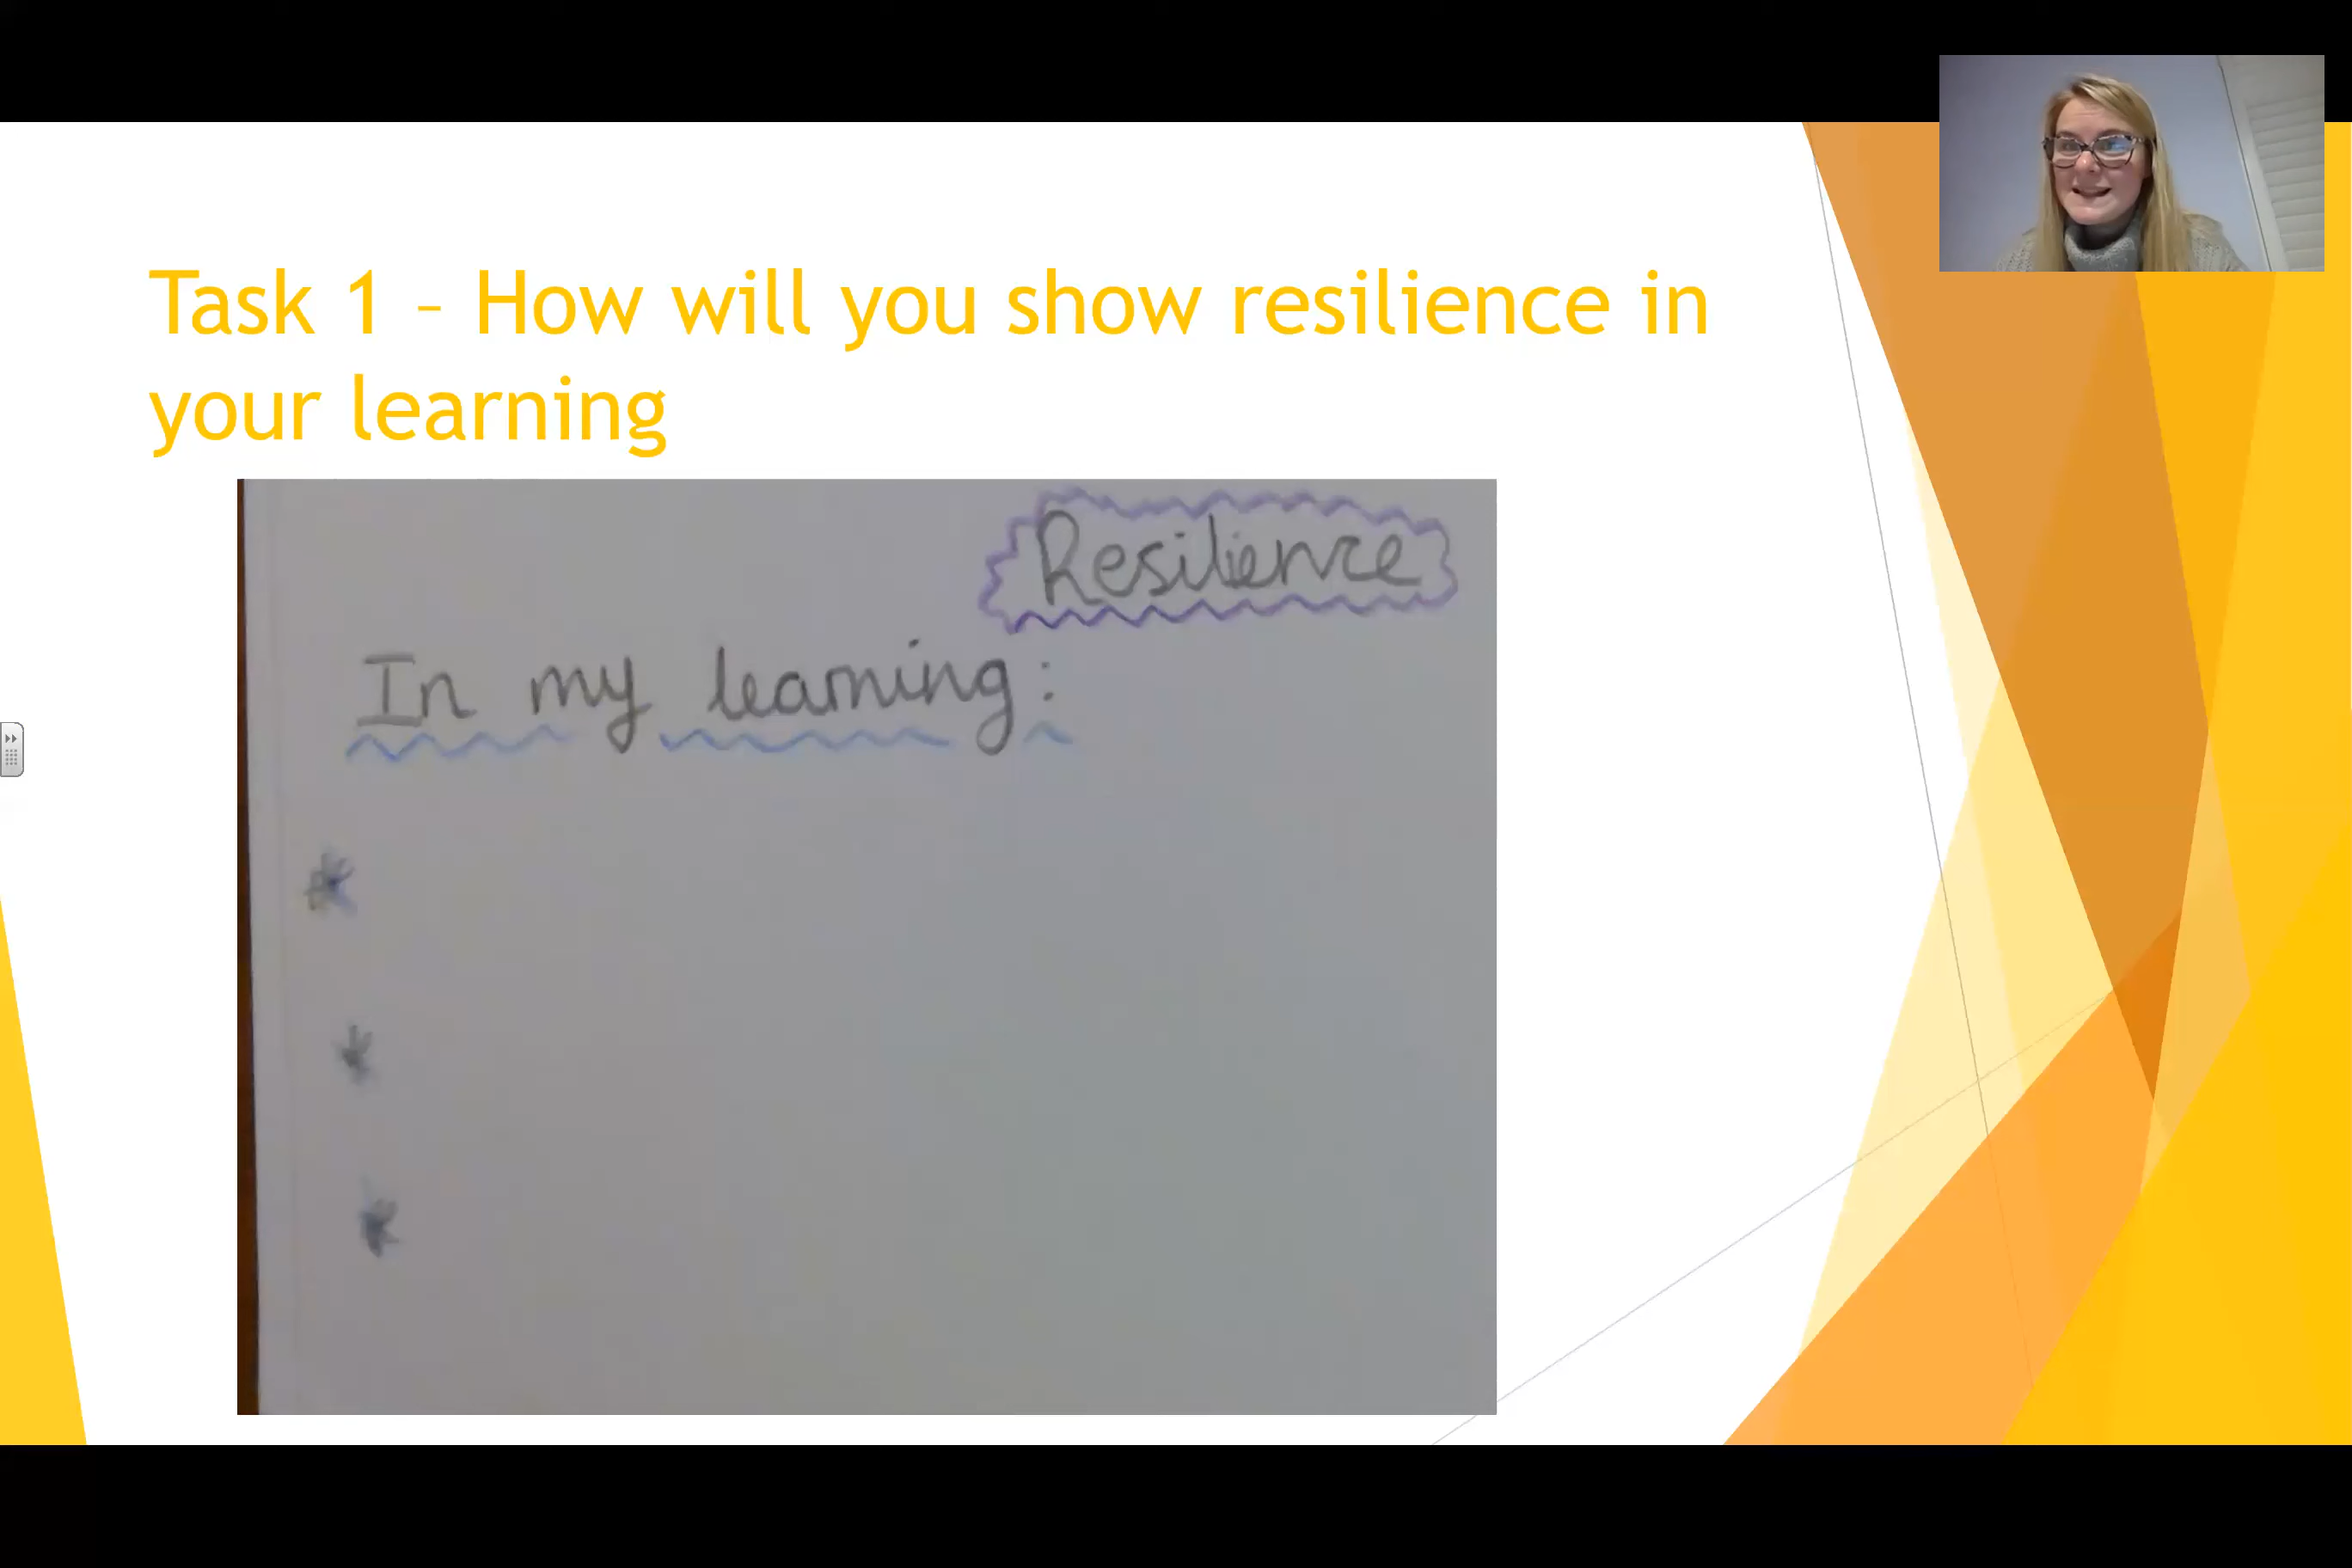 Task 1 – How will you show resilience in
your learning
Resilience
In my learning:
*
*
*